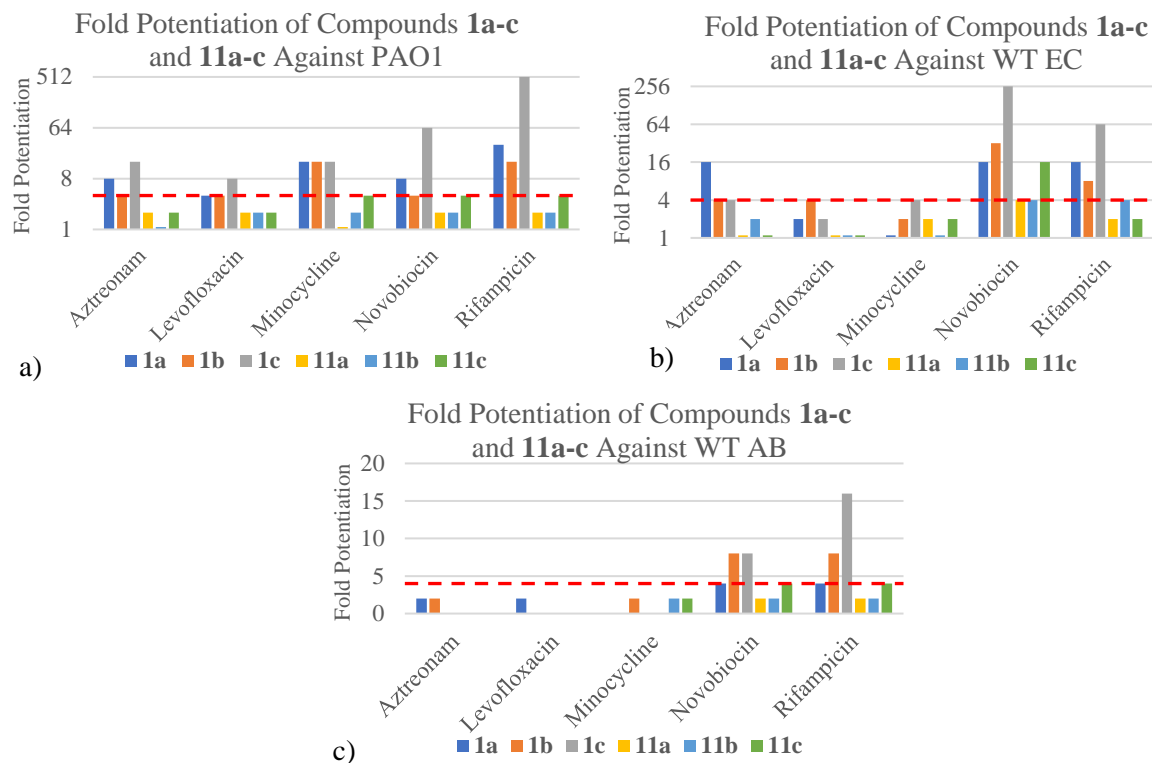 Fold Potentiation of Compounds 1a-c
and 11a-c Against PAO1
Fold Potentiation
512
64
8
1
Aztreonam
Levofloxacin
Minocycline
Novobiocin
Rifampicin
1a 1b 1c 11a 11b 11c
a)
Fold Potentiation of Compounds 1a-c
and 11a-c Against WT EC
Fold Potentiation
256
64
16
4
1
Aztreonam
Levofloxacin
Minocycline
Novobiocin
Rifampicin
1a 1b 1c 11a 11b 11c
b)
Fold Potentiation of Compounds 1a-c
and 11a-c Against WT AB
Fold Potentiation
20
15
10
5
0
Aztreonam
Levofloxacin
Minocycline
Novobiocin
Rifampicin
1a 1b 1c 11a 11b 11c
c)